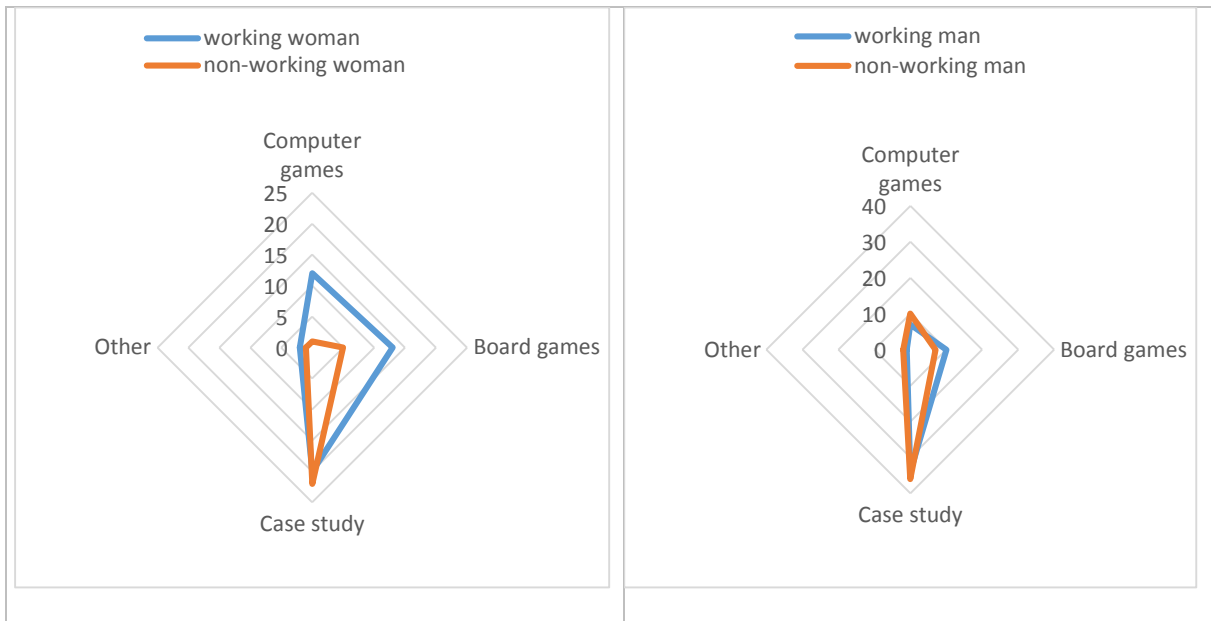 working woman
non-working woman
Computer
games
25
20
15
10
5
0
Other
Board games
Case study
working man
non-working man
Computer
games
40
30
20
10
0
Other
Board games
Case study